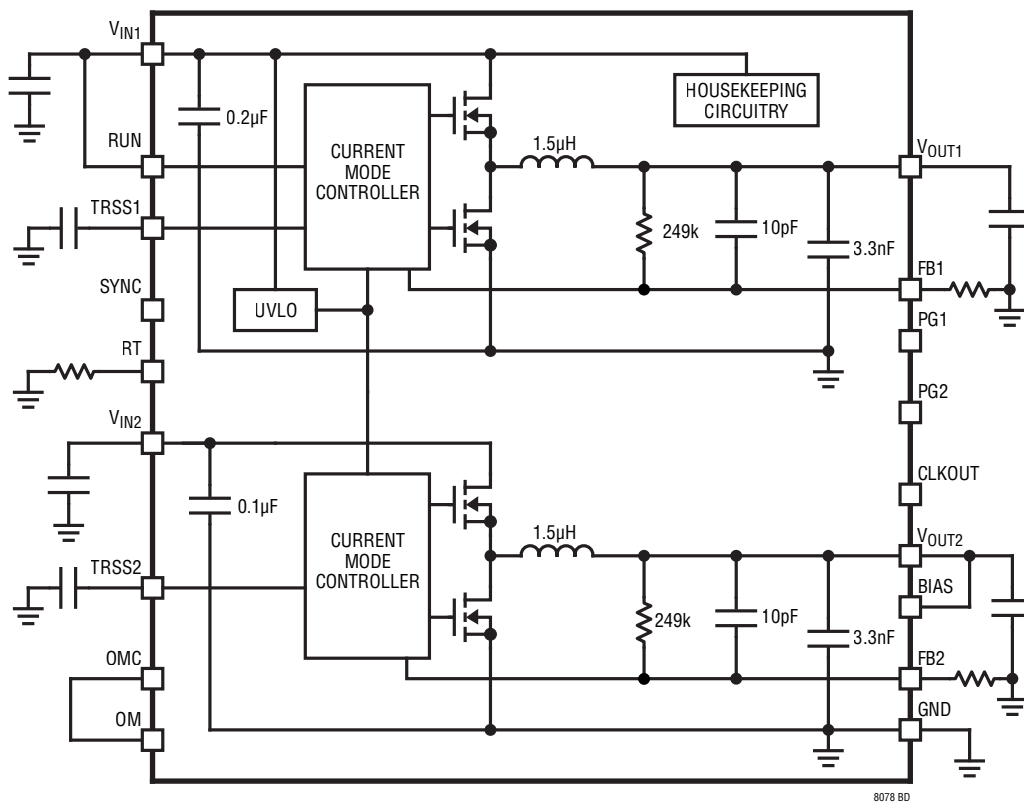 VIN1
HOUSEKEEPING
CIRCUITRY
0.2µF
RUN
CURRENT
MODE
CONTROLLER
1.5µH
VOUT1
TRSS1
249k
10pF
3.3nF
SYNC
UVLO
FB1
PG1
RT
PG2
VIN2
CLKOUT
0.1µF
CURRENT
MODE
CONTROLLER
1.5µH
VOUT2
TRSS2
BIAS
249k
10pF
3.3nF
OMC
FB2
OM
GND
8078 BD